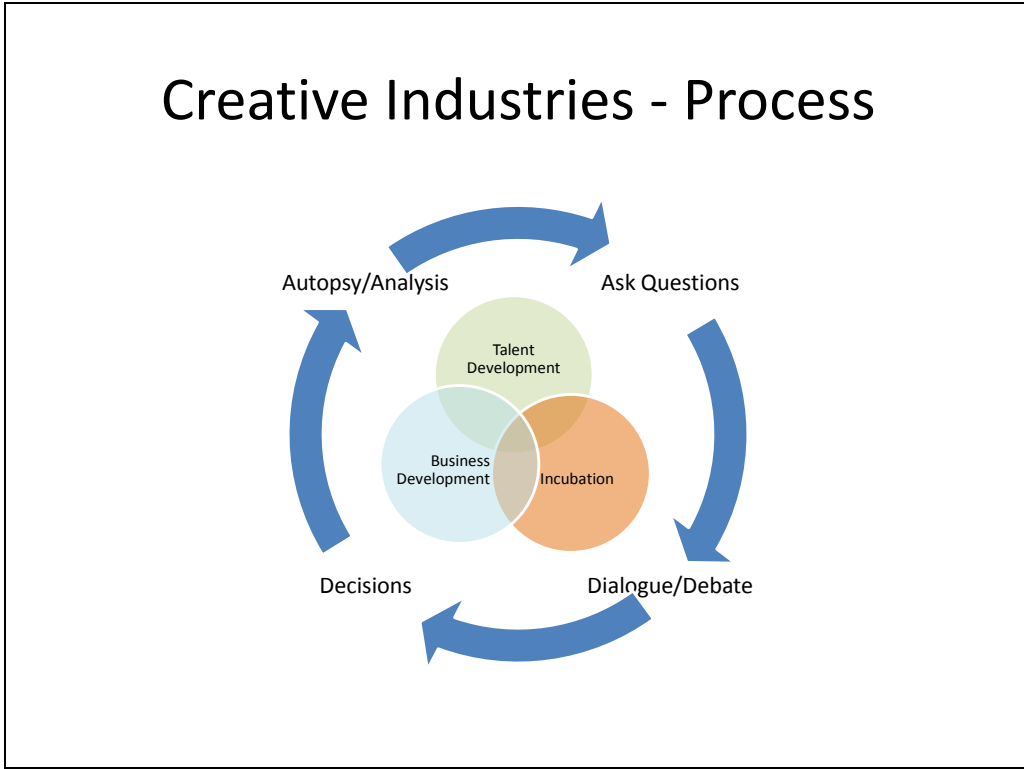 Creative Industries - Process
Autopsy/Analysis
Ask Questions
Talent
Development
Business
Development
Incubation
Decisions
Dialogue/Debate